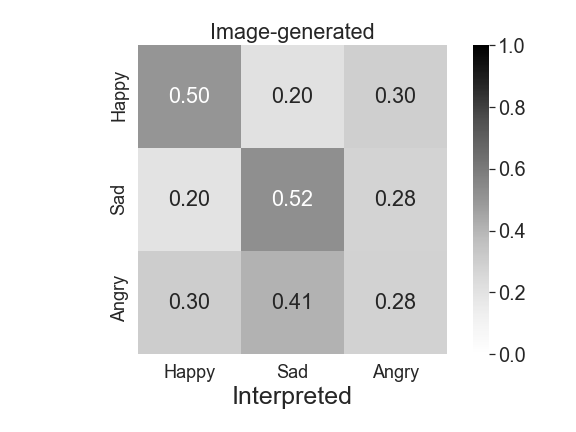 Image-generated
Happy 0.50 0.20 0.30
Sad 0.20 0.52 0.28
Angry 0.30 0.41 0.28
Happy Sad Angry
Interpreted
1.0
0.8
0.6
0.4
0.2
0.0